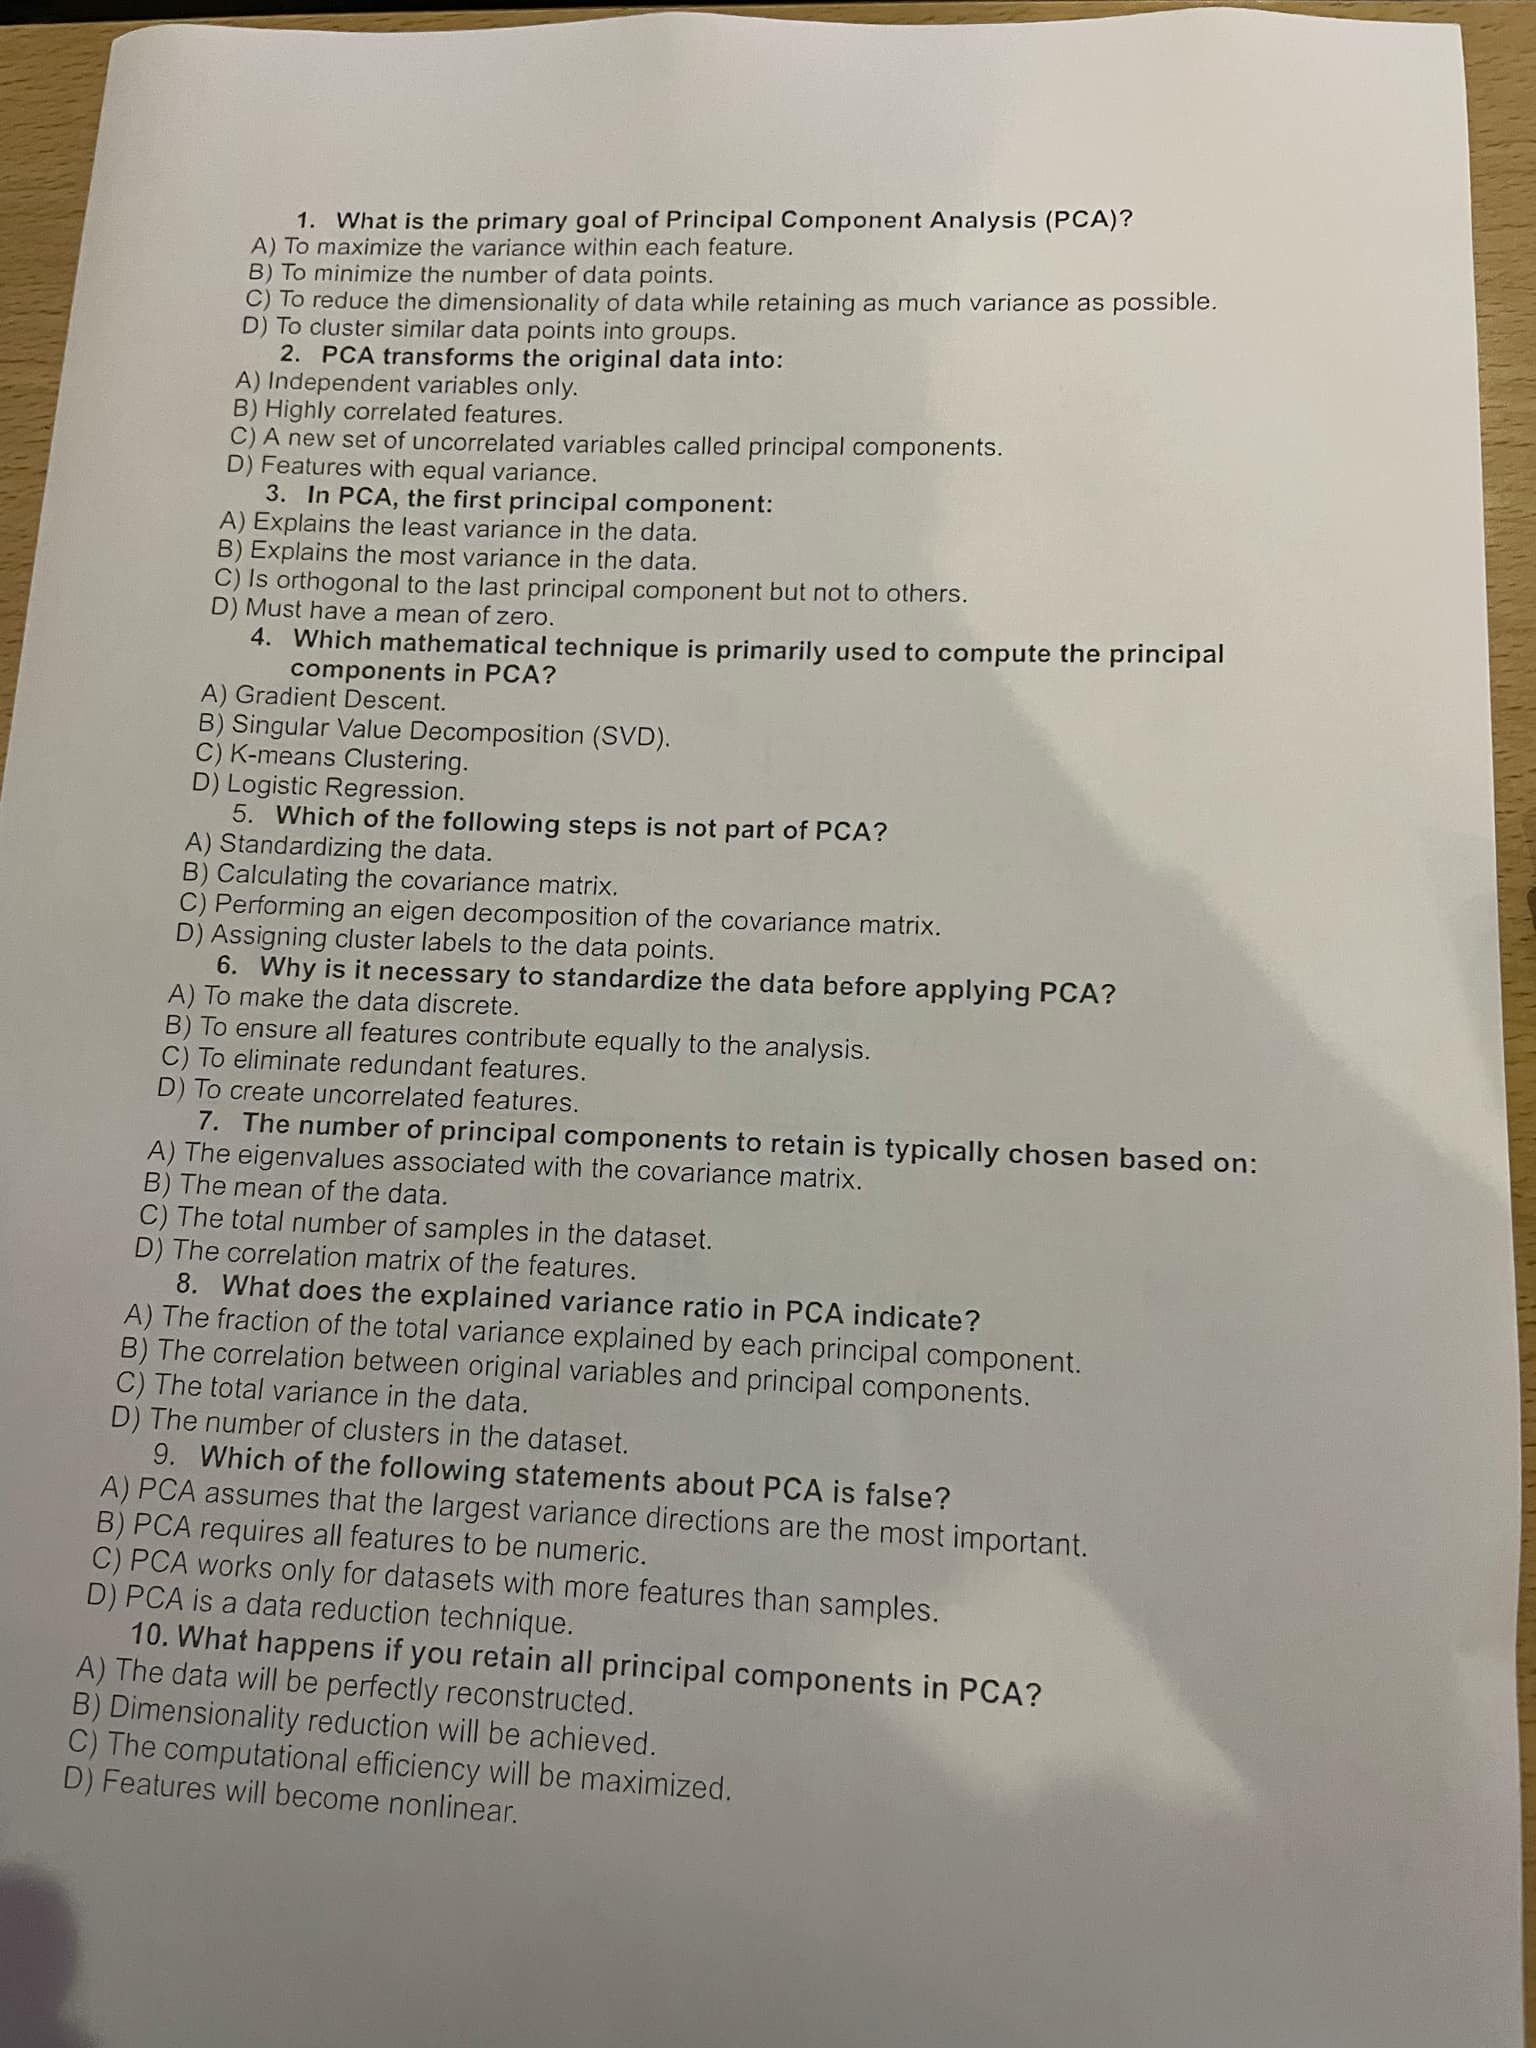 1. What is the primary goal of Principal Component Analysis (PCA)?
A) To maximize the variance within each feature.
B) To minimize the number of data points.
C) To reduce the dimensionality of data while retaining as much variance as possible.
D) To cluster similar data points into groups.
2. PCA transforms the original data into:
A) Independent variables only.
B) Highly correlated features.
C) A new set of uncorrelated variables called principal components.
D) Features with equal variance.
3. In PCA, the first principal component:
A) Explains the least variance in the data.
B) Explains the most variance in the data.
C) Is orthogonal to the last principal component but not to others.
D) Must have a mean of zero.
4. Which mathematical technique is primarily used to compute the principal
components in PCA?
A) Gradient Descent.
B) Singular Value Decomposition (SVD).
C) K-means Clustering.
D) Logistic Regression.
5. Which of the following steps is not part of PCA?
A) Standardizing the data.
B) Calculating the covariance matrix.
C) Performing an eigen decomposition of the covariance matrix.
D) Assigning cluster labels to the data points.
6. Why is it necessary to standardize the data before applying PCA?
A) To make the data discrete.
B) To ensure all features contribute equally to the analysis.
C) To eliminate redundant features.
D) To create uncorrelated features.
7. The number of principal components to retain is typically chosen based on:
A) The eigenvalues associated with the covariance matrix.
B) The mean of the data.
C) The total number of samples in the dataset.
D) The correlation matrix of the features.
8. What does the explained variance ratio in PCA indicate?
A) The fraction of the total variance explained by each principal component.
B) The correlation between original variables and principal components.
C) The total variance in the data.
D) The number of clusters in the dataset.
9. Which of the following statements about PCA is false?
A) PCA assumes that the largest variance directions are the most important.
B) PCA requires all features to be numeric.
C) PCA works only for datasets with more features than samples.
D) PCA is a data reduction technique.
10. What happens if you retain all principal components in PCA?
A) The data will be perfectly reconstructed.
B) Dimensionality reduction will be achieved.
C) The computational efficiency will be maximized.
D) Features will become nonlinear.